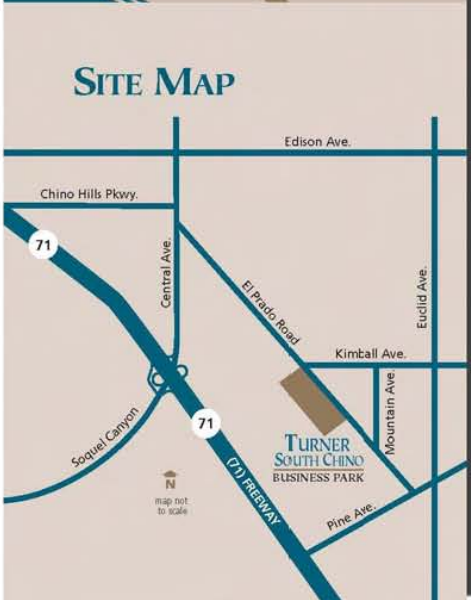 SITE MAP
Edison Ave.
Chino Hills Pkwy.
71
Central Ave.
El Prado Road
Euclid Ave.
Kimball Ave.
Mountain Ave.
71
Soquel Canyon
TURNER
SOUTH CHINO
BUSINESS PARK
(71) FREEWAY
N
map not
to scale
Pine Ave.